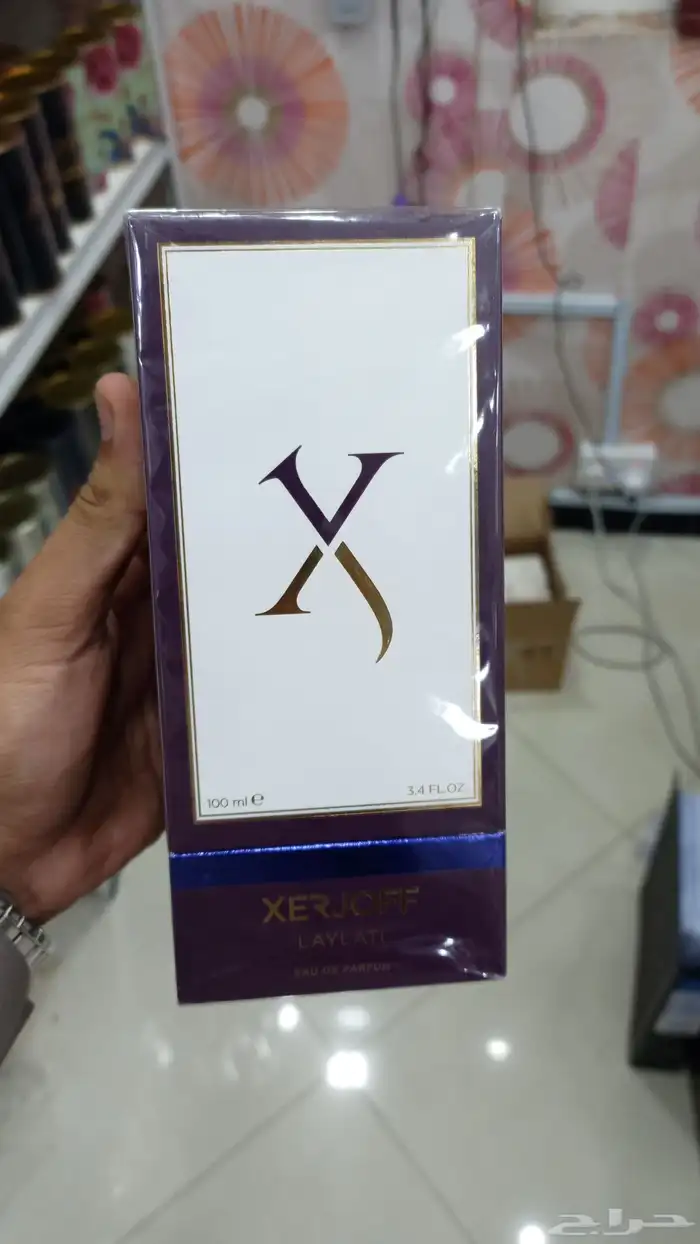 X
100 ml e
3.4 FL.OZ
XERJOFF
LAYLATI
EAU DE PARFUM
حراج